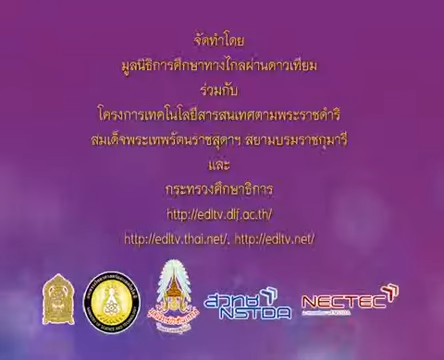 จัดทำโดย
มูลนิธิการศึกษาทางไกลผ่านดาวเทียม
ร่วมกับ
โครงการเทคโนโลยีสารสนเทศตามพระราชดำริ
สมเด็จพระเทพรัตนราชสุดาฯ สยามบรมราชกุมารี
และ
กระทรวงศึกษาธิการ
http://edltv.dlf.ac.th/
http://edltv.thai.net/, http://edltv.net/
สวทช
NSTDA
NECTEC